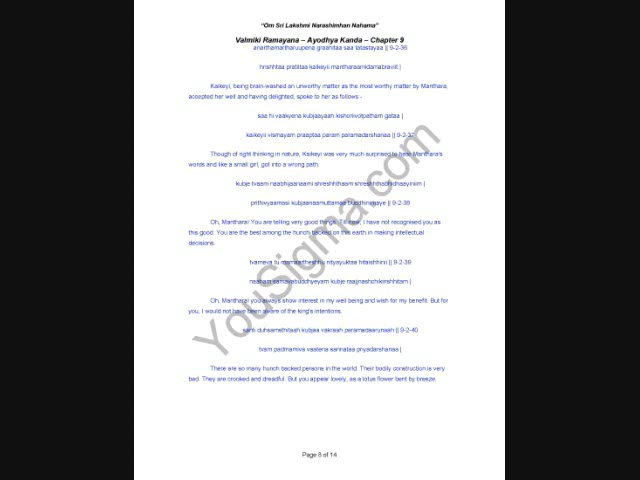 "Om Sri Lakshmi Narashimhan Nahama"
Valmiki Ramayana – Ayodhya Kanda – Chapter 9
anarthamartharuupena graahitaa saa tatastayaa || 9-2-36
hrishhtaa pratiitaa kaikeyii mantharaamidamabraviit |
Kaikeyi, being brain-washed an unworthy matter as the most worthy matter by Manthara,
accepted her well and having delighted, spoke to her as follows:-
saa hi vaakyena kubjaayaah kishoriivotpatham gataa |
kaikeyii vismayam praaptaa param paramadarshanaa || 9-2-37
Though of right thinking in nature, Kaikeyi was very much surprised to hear Manthara's
words and like a small girl, got into a wrong path.
kubje tvaam naabhijaanaami shreshhthaam shreshhthaabhidhaayiniim |
prithivyaamasi kubjaanaamuttamaa buddhinishchaye || 9-2-38
Oh, Manthara! You are telling very good things. Till now, I have not recognised you as
this good. You are the best among the hunch-backed on this earth in making intellectual
decisions.
tvameva tu mamaartheshhu nityayuktaa hitaishhinii || 9-2-39
naaham samavabuddhyeyam kubje raajnashchikiirshhitam |
Oh, Manthara! you always show interest in my well being and wish for my benefit. But for
you, I would not have been aware of the king's intentions.
santi duhsamsthitaah kubjaa vakraah paramadaarunaah || 9-2-40
tvam padmamiva vaatena sannataa priyadarshanaa |
There are so many hunch backed persons in the world. Their bodily construction is very
bad. They are crooked and dreadful. But you appear lovely, as a lotus flower bent by breeze.
YouSigma.com
Page 8 of 14